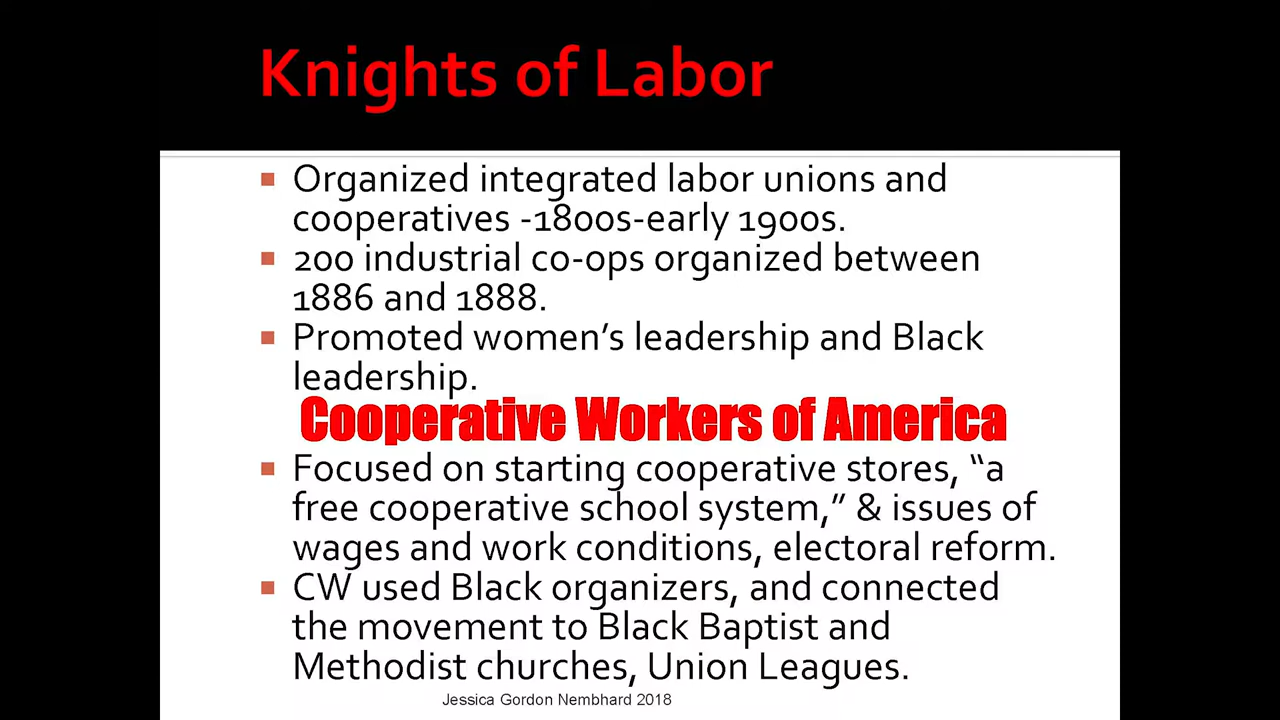 Knights of Labor
▪ Organized integrated labor unions and
cooperatives -1800s-early 1900s.
▪ 200 industrial co-ops organized between
1886 and 1888.
▪ Promoted women’s leadership and Black
leadership.
Cooperative Workers of America
▪ Focused on starting cooperative stores, “a
free cooperative school system,” & issues of
wages and work conditions, electoral reform.
▪ CW used Black organizers, and connected
the movement to Black Baptist and
Methodist churches, Union Leagues.
Jessica Gordon Nembhard 2018